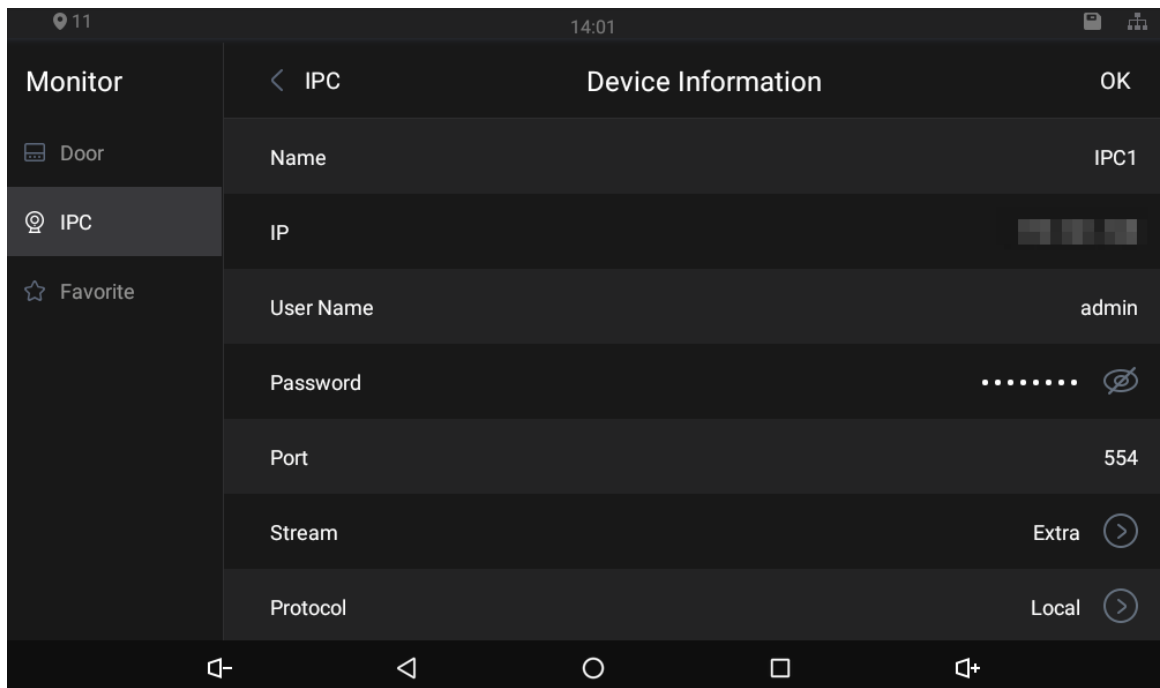 11
14:01
Monitor
IPC
Device Information
OK
Door
IPC
Favorite
Name
IPC1
IP
User Name
admin
Password
••••••••
Port
554
Stream
Extra
Protocol
Local